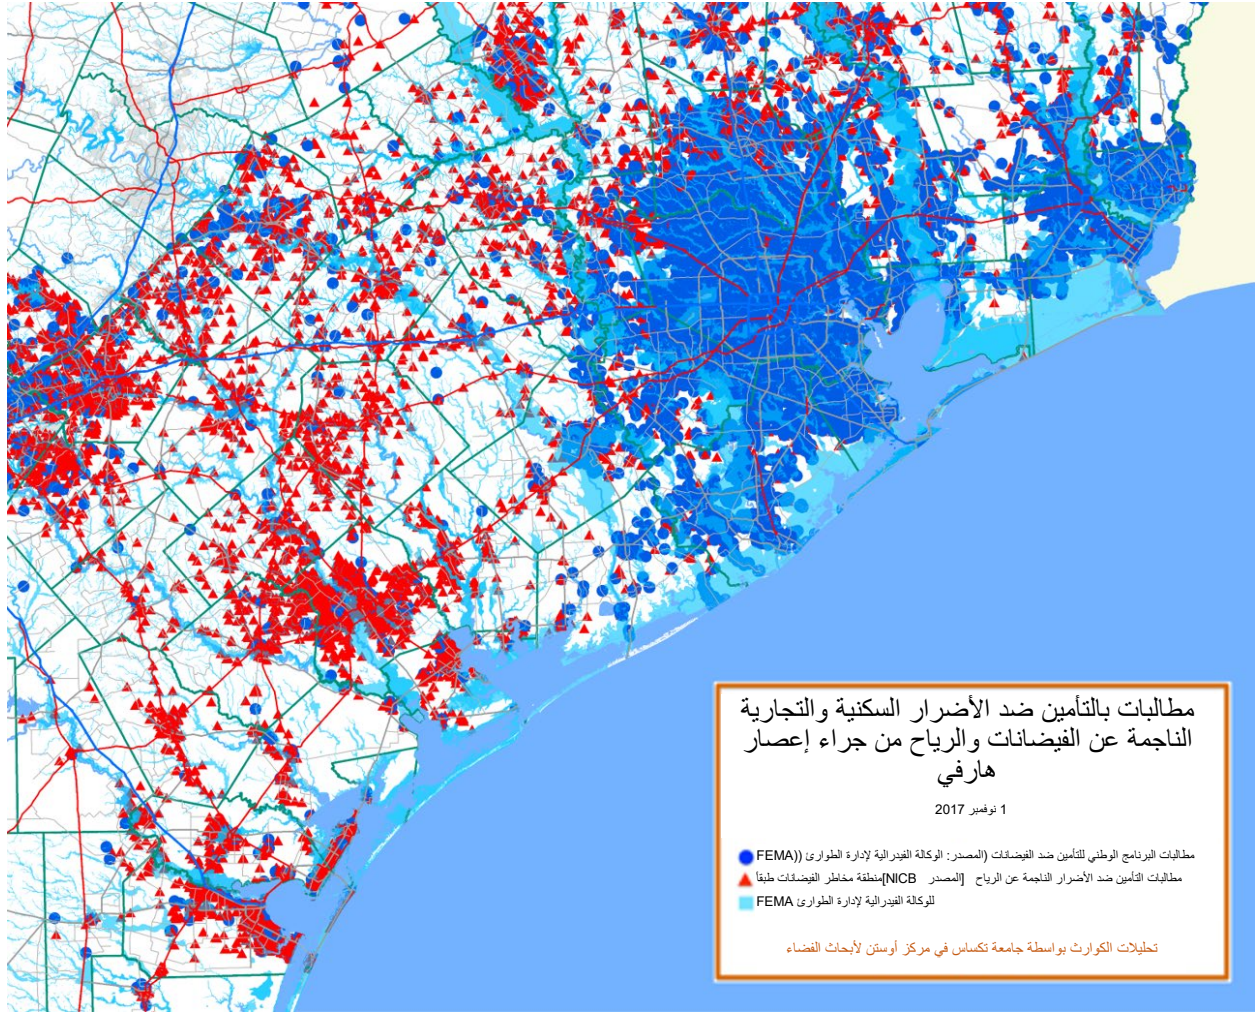 مطالبات بالتأمين ضد الأضرار السكنية والتجارية
الناجمة عن الفيضانات والرياح من جراء إعصار
هارفي
1 نوفمبر 2017
مطالبات البرنامج الوطني للتأمين ضد الفيضانات (المصدر: الوكالة الفيدرالية لإدارة الطوارئ ((FEMA
مطالبات التأمين ضد الأضرار الناجمة عن الرياح [المصدر NICB]منطقة مخاطر الفيضانات طبقاً
للوكالة الفيدرالية لإدارة الطوارئ FEMA
تحليلات الكوارث بواسطة جامعة تكساس في مركز أوستن لأبحاث الفضاء